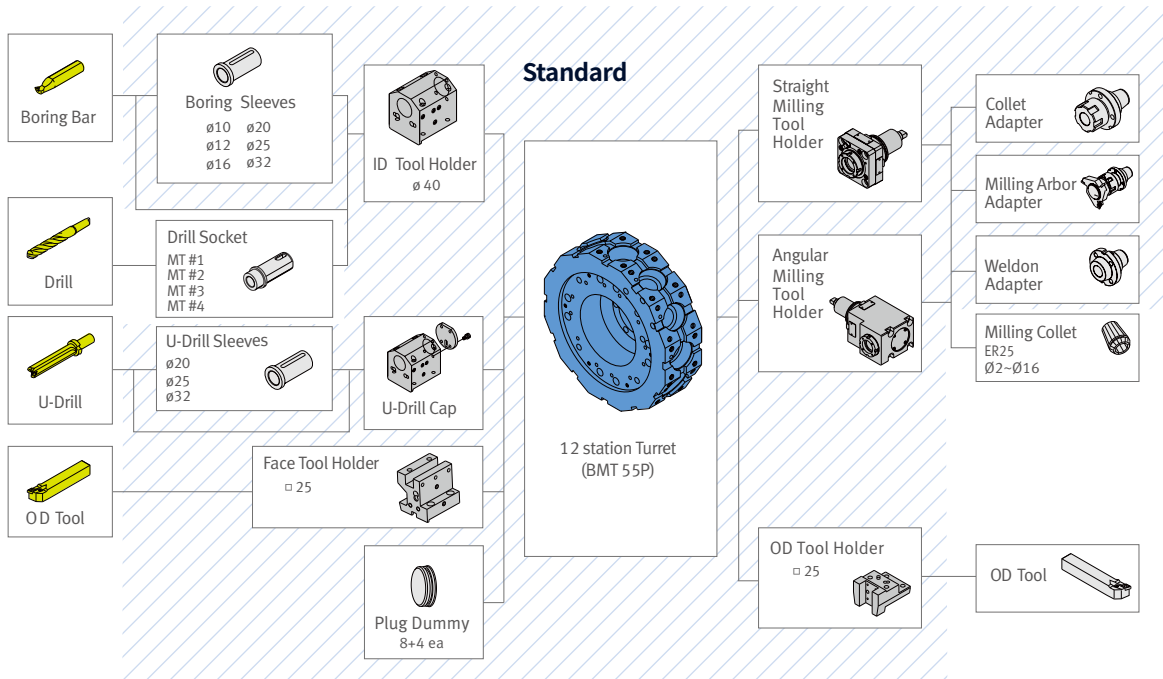 Standard
Boring Bar
Boring Sleeves
ø10 ø20
ø12 ø25
ø16 ø32
ID Tool Holder
ø 40
Drill
Drill Socket
MT #1
MT #2
MT #3
MT #4
U-Drill
U-Drill Sleeves
ø20
ø25
ø32
U-Drill Cap
OD Tool
Face Tool Holder
□ 25
Plug Dummy
8+4 ea
12 station Turret
(BMT 55P)
Straight
Milling
Tool
Holder
Angular
Milling
Tool
Holder
OD Tool Holder
□ 25
Collet
Adapter
Milling Arbor
Adapter
Weldon
Adapter
Milling Collet
ER25
Ø2~Ø16
OD Tool